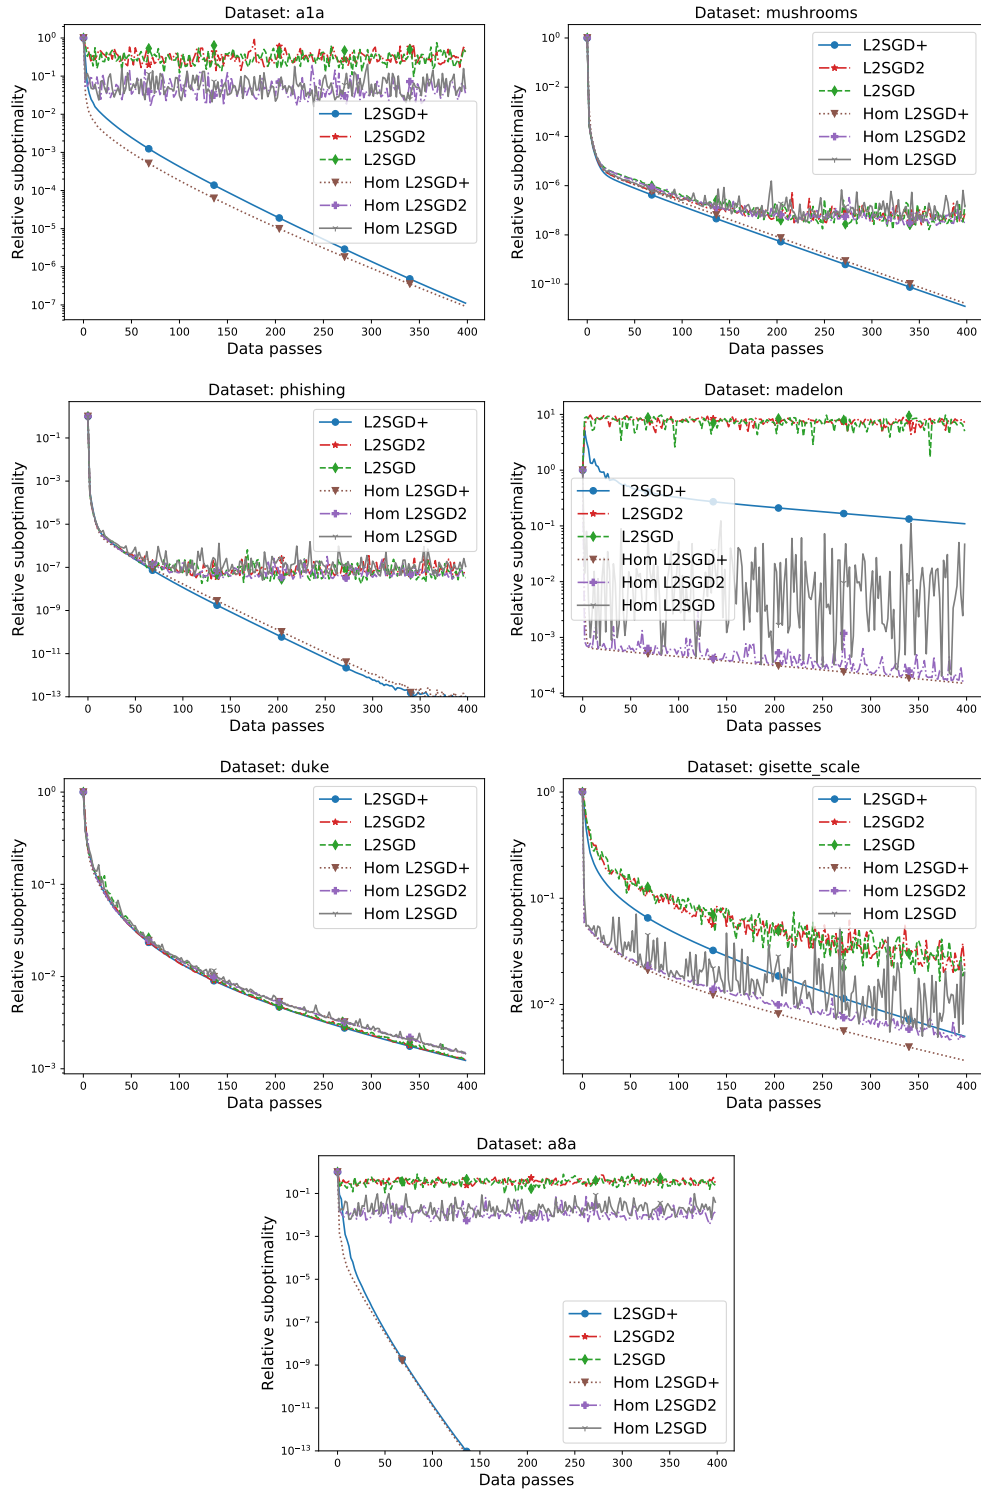 Dataset: a1a
Relative suboptimality
10^0
10^-1
10^-2
10^-3
10^-4
10^-5
10^-6
10^-7
L2SGD+
L2SGD2
L2SGD
Hom L2SGD+
Hom L2SGD2
Hom L2SGD
0 50 100 150 200 250 300 350 400
Data passes
Dataset: mushrooms
Relative suboptimality
10^0
10^-2
10^-4
10^-6
10^-8
10^-10
L2SGD+
L2SGD2
L2SGD
Hom L2SGD+
Hom L2SGD2
Hom L2SGD
0 50 100 150 200 250 300 350 400
Data passes
Dataset: phishing
Relative suboptimality
10^-1
10^-3
10^-5
10^-7
10^-9
10^-11
10^-13
L2SGD+
L2SGD2
L2SGD
Hom L2SGD+
Hom L2SGD2
Hom L2SGD
0 50 100 150 200 250 300 350 400
Data passes
Dataset: madelon
Relative suboptimality
10^1
10^0
10^-1
10^-2
10^-3
10^-4
L2SGD+
L2SGD2
L2SGD
Hom L2SGD+
Hom L2SGD2
Hom L2SGD
0 50 100 150 200 250 300 350 400
Data passes
Dataset: duke
Relative suboptimality
10^0
10^-1
10^-2
10^-3
L2SGD+
L2SGD2
L2SGD
Hom L2SGD+
Hom L2SGD2
Hom L2SGD
0 50 100 150 200 250 300 350 400
Data passes
Dataset: gisette_scale
Relative suboptimality
10^0
10^-1
10^-2
L2SGD+
L2SGD2
L2SGD
Hom L2SGD+
Hom L2SGD2
Hom L2SGD
0 50 100 150 200 250 300 350 400
Data passes
Dataset: a8a
Relative suboptimality
10^-1
10^-3
10^-5
10^-7
10^-9
10^-11
10^-13
L2SGD+
L2SGD2
L2SGD
Hom L2SGD+
Hom L2SGD2
Hom L2SGD
0 50 100 150 200 250 300 350 400
Data passes